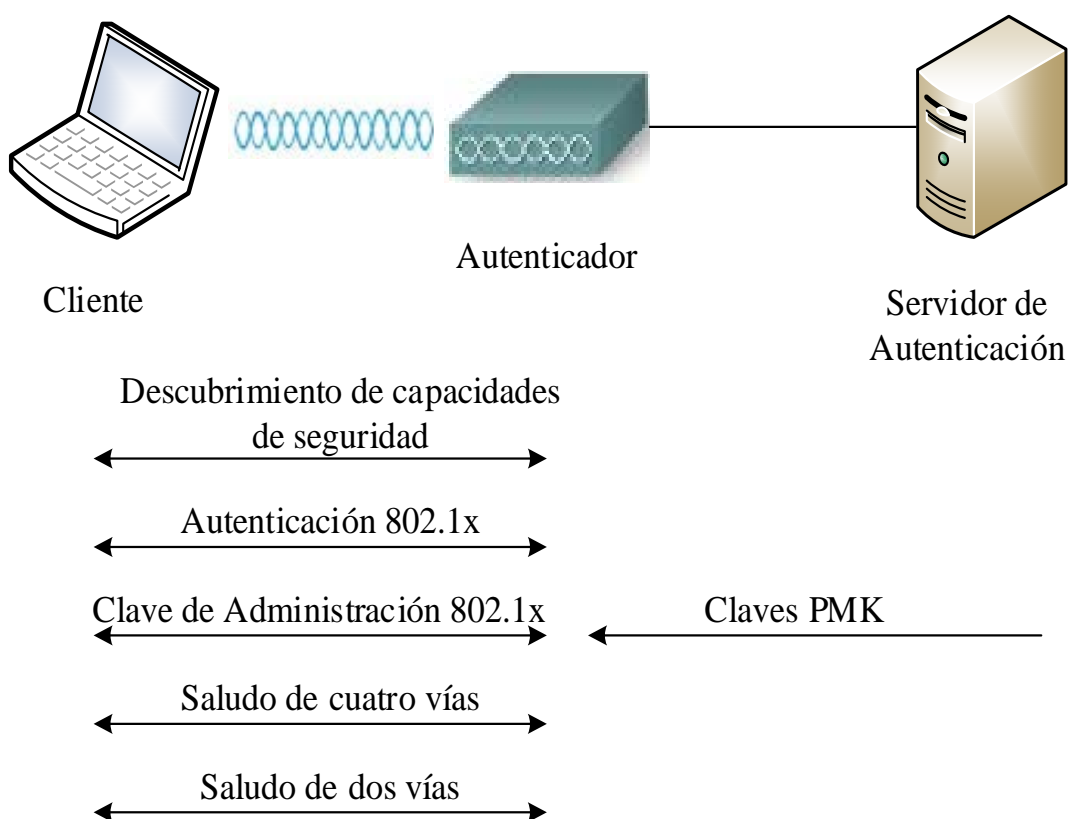 Autenticador
Cliente
Servidor de
Autenticación
Descubrimiento de capacidades
de seguridad
Autenticación 802.1x
Clave de Administración 802.1x
Claves PMK
Saludo de cuatro vías
Saludo de dos vías